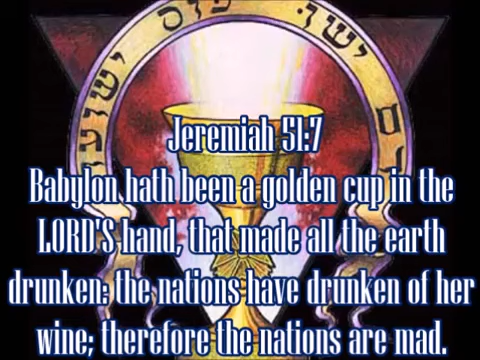 Jeremiah 51:7
Babylon hath been a golden cup in the
LORD'S hand, that made all the earth
drunken: the nations have drunken of her
wine; therefore the nations are mad.